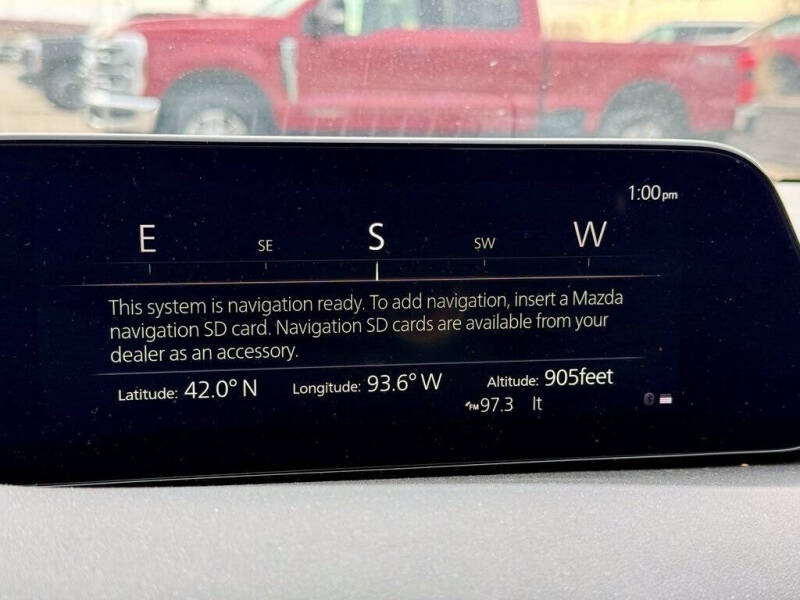 1:00pm
E SE S SW W
This system is navigation ready. To add navigation, insert a Mazda
navigation SD card. Navigation SD cards are available from your
dealer as an accessory.
Latitude: 42.0° N Longitude: 93.6° W Altitude: 905feet
FM 97.3 It